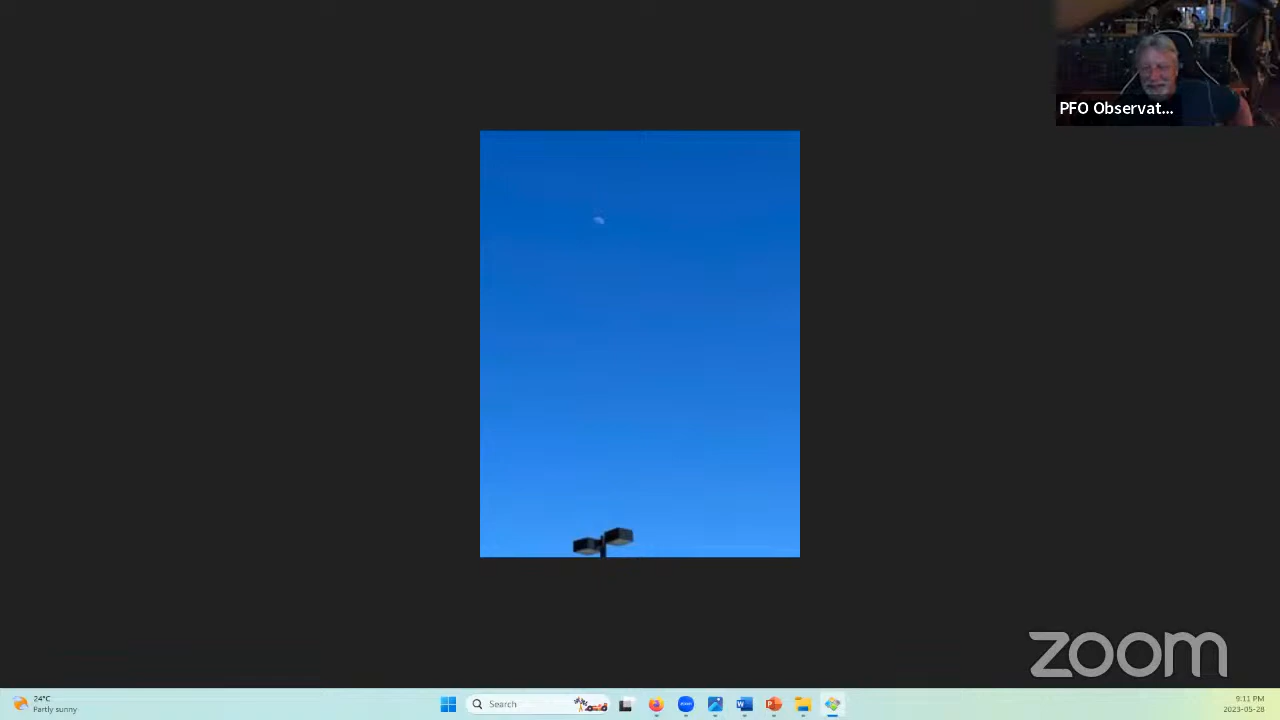 PFO Observat...
zoom
24°C
Partly sunny
Search
9:11 PM
2023-05-28